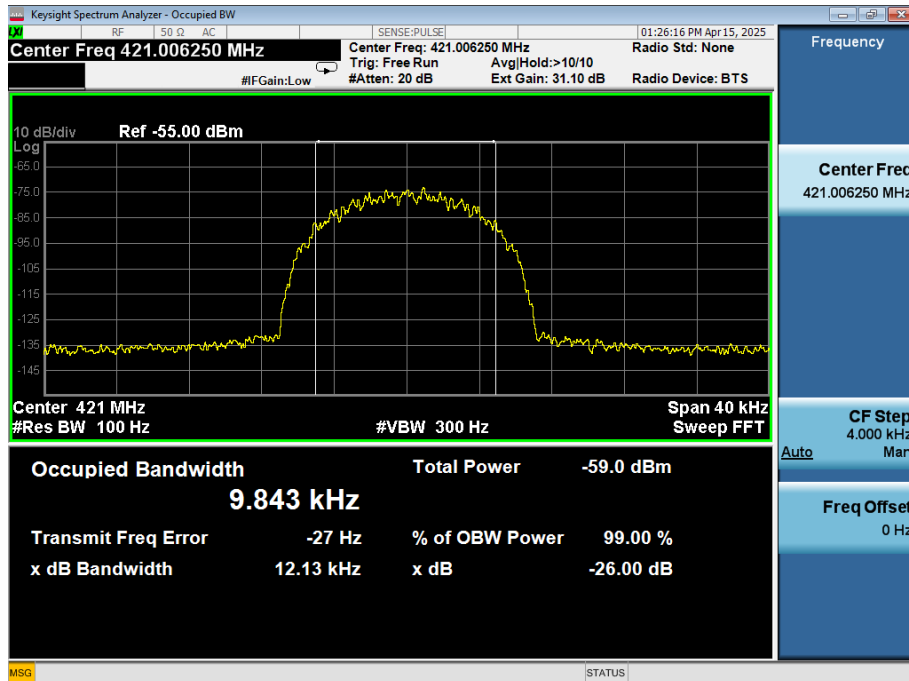 Keysight Spectrum Analyzer - Occupied BW
LXI RF 50 Ω AC SENSE:PULSE 01:26:16 PM Apr 15, 2025
Center Freq 421.006250 MHz
#IFGain:Low
Center Freq: 421.006250 MHz
Trig: Free Run Avg|Hold:>10/10
#Atten: 20 dB Ext Gain: 31.10 dB
Radio Std: None
Radio Device: BTS
10 dB/div Ref -55.00 dBm
Log
-65.0
-75.0
-85.0
-95.0
-105
-115
-125
-135
-145
Center 421 MHz Span 40 kHz
#Res BW 100 Hz #VBW 300 Hz Sweep FFT
Occupied Bandwidth Total Power -59.0 dBm
9.843 kHz
Transmit Freq Error -27 Hz % of OBW Power 99.00 %
x dB Bandwidth 12.13 kHz x dB -26.00 dB
Frequency
Center Freq
421.006250 MHz
CF Step
4.000 kHz
Auto Man
Freq Offset
0 Hz
MSG STATUS